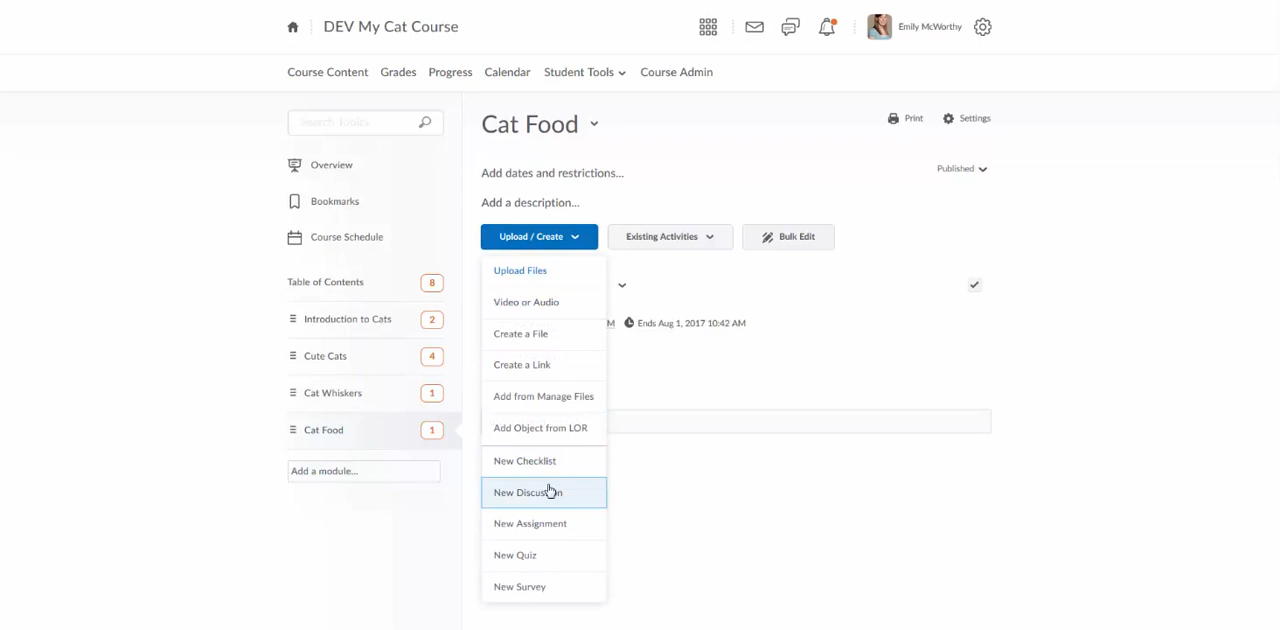 DEV My Cat Course
Emily McWorthy
Course Content Grades Progress Calendar Student Tools Course Admin
Search Topics
Overview
Bookmarks
Course Schedule
Table of Contents 8
Introduction to Cats 2
Cute Cats 4
Cat Whiskers 1
Cat Food 1
Add a module...
Cat Food
Print Settings
Add dates and restrictions...
Published
Add a description...
Upload / Create Existing Activities Bulk Edit
Upload Files
Video or Audio
M Ends Aug 1, 2017 10:42 AM
Create a File
Create a Link
Add from Manage Files
Add Object from LOR
New Checklist
New Discussion
New Assignment
New Quiz
New Survey